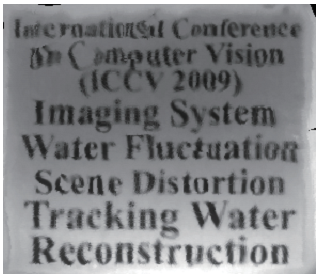 International Conference
on Computer Vision
(ICCV 2009)
Imaging System
Water Fluctuation
Scene Distortion
Tracking Water
Reconstruction